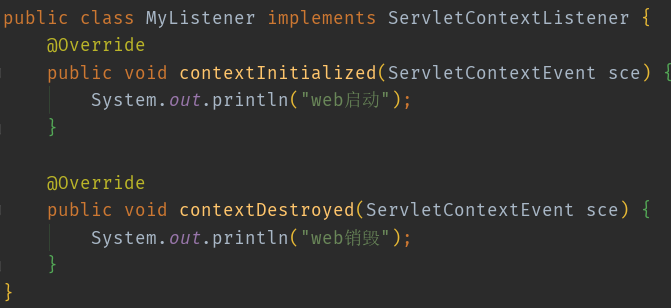 public class MyListener implements ServletContextListener {
    @Override
    public void contextInitialized(ServletContextEvent sce) {
        System.out.println("web启动");
    }

    @Override
    public void contextDestroyed(ServletContextEvent sce) {
        System.out.println("web销毁");
    }
}